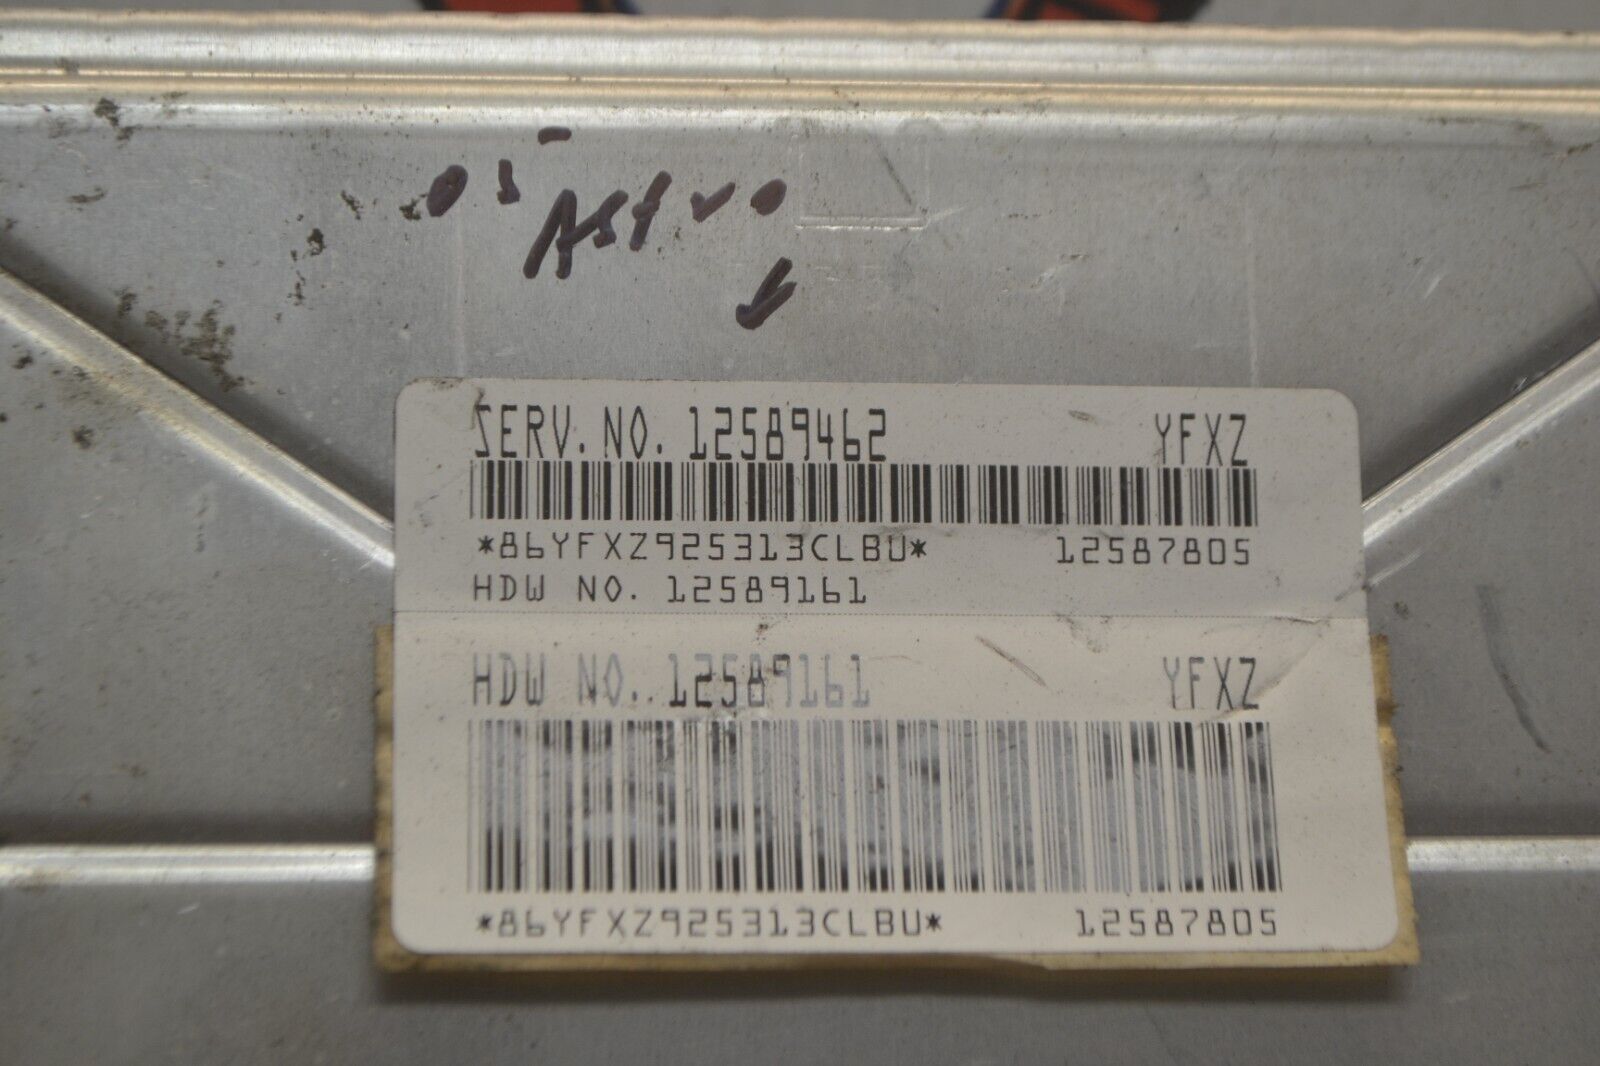 05 Astro
SERV. NO. 12589462 YFXZ
*86YFXZ925313CLBU* 12587805
HDW NO. 12589161
HDW NO. 12589161 YFXZ
*86YFXZ925313CLBU* 12587805